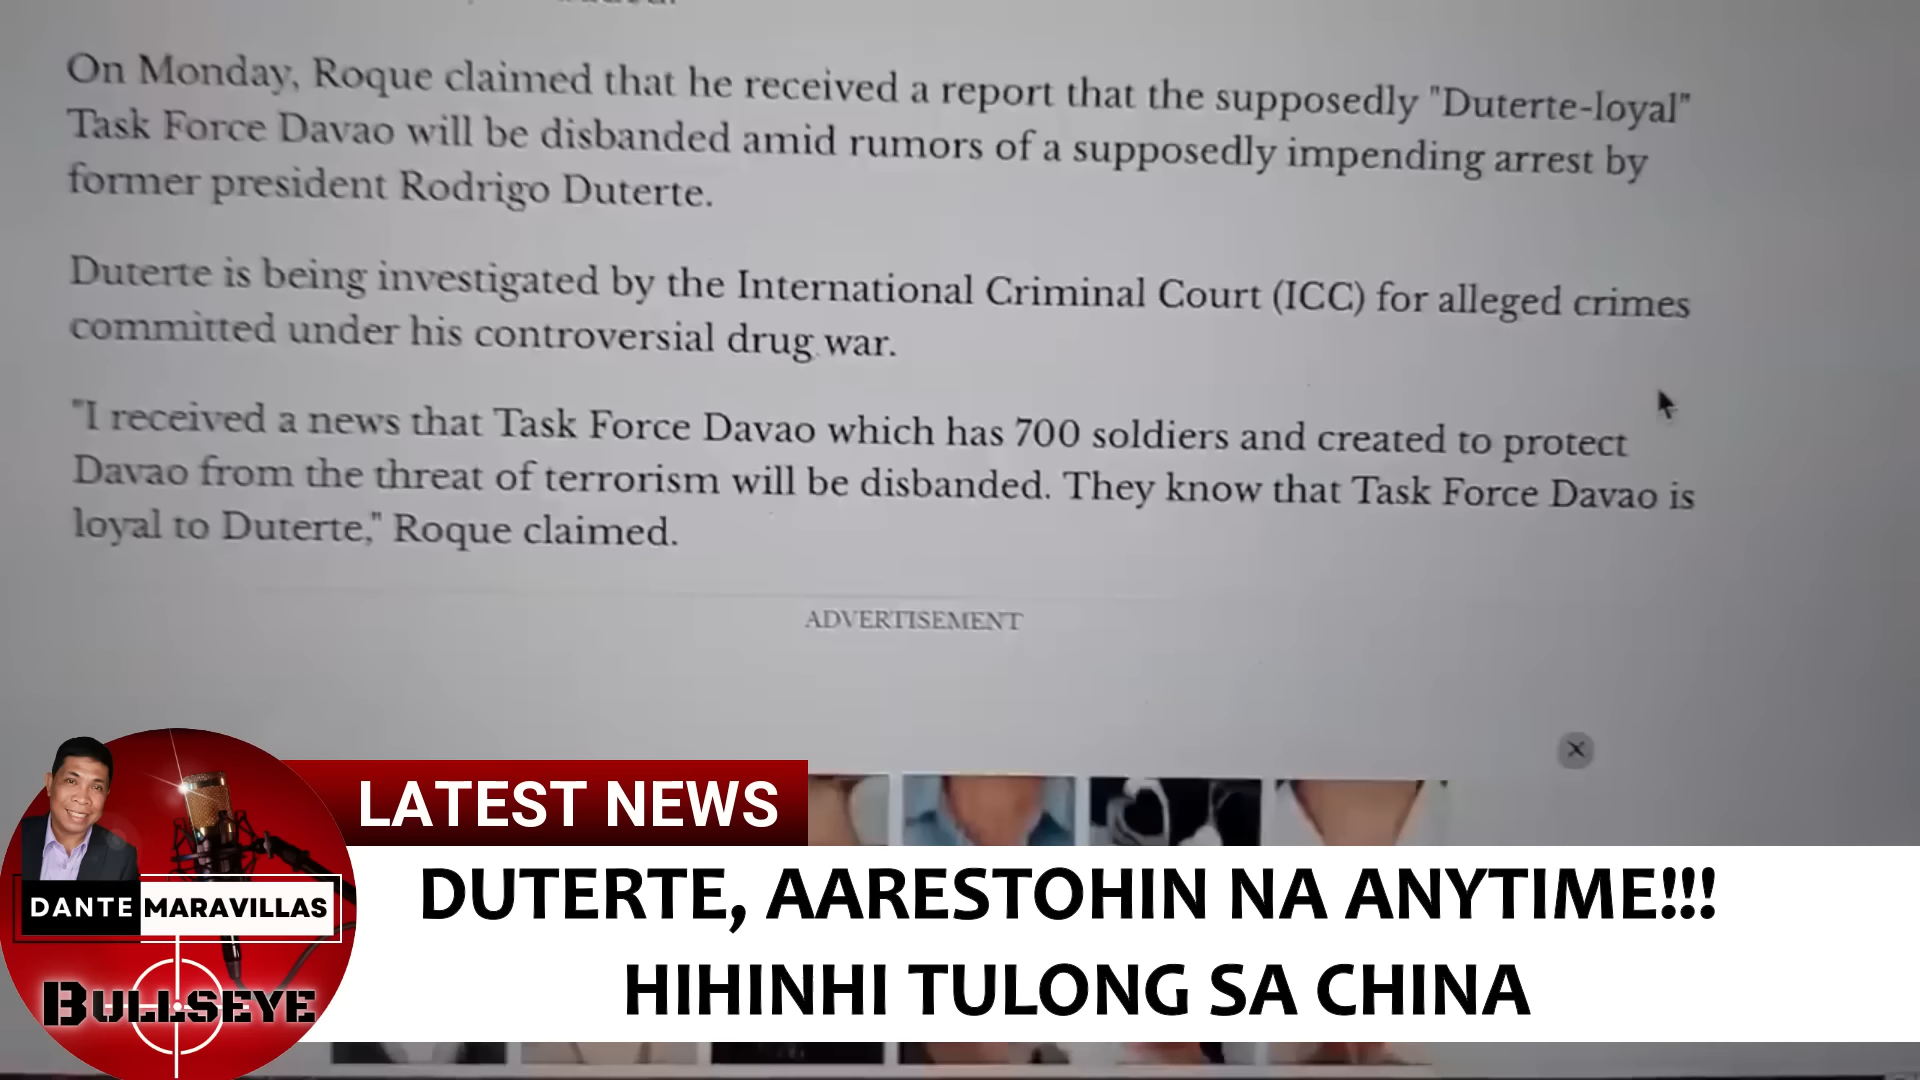 On Monday, Roque claimed that he received a report that the supposedly "Duterte-loyal"
Task Force Davao will be disbanded amid rumors of a supposedly impending arrest by
former president Rodrigo Duterte.
Duterte is being investigated by the International Criminal Court (ICC) for alleged crimes
committed under his controversial drug war.
"I received a news that Task Force Davao which has 700 soldiers and created to protect
Davao from the threat of terrorism will be disbanded. They know that Task Force Davao is
loyal to Duterte," Roque claimed.
ADVERTISEMENT
LATEST NEWS
DUTERTE, AARESTOHIN NA ANYTIME!!!
HIHINHI TULONG SA CHINA
DANTE MARAVILLAS
BULLSEYE